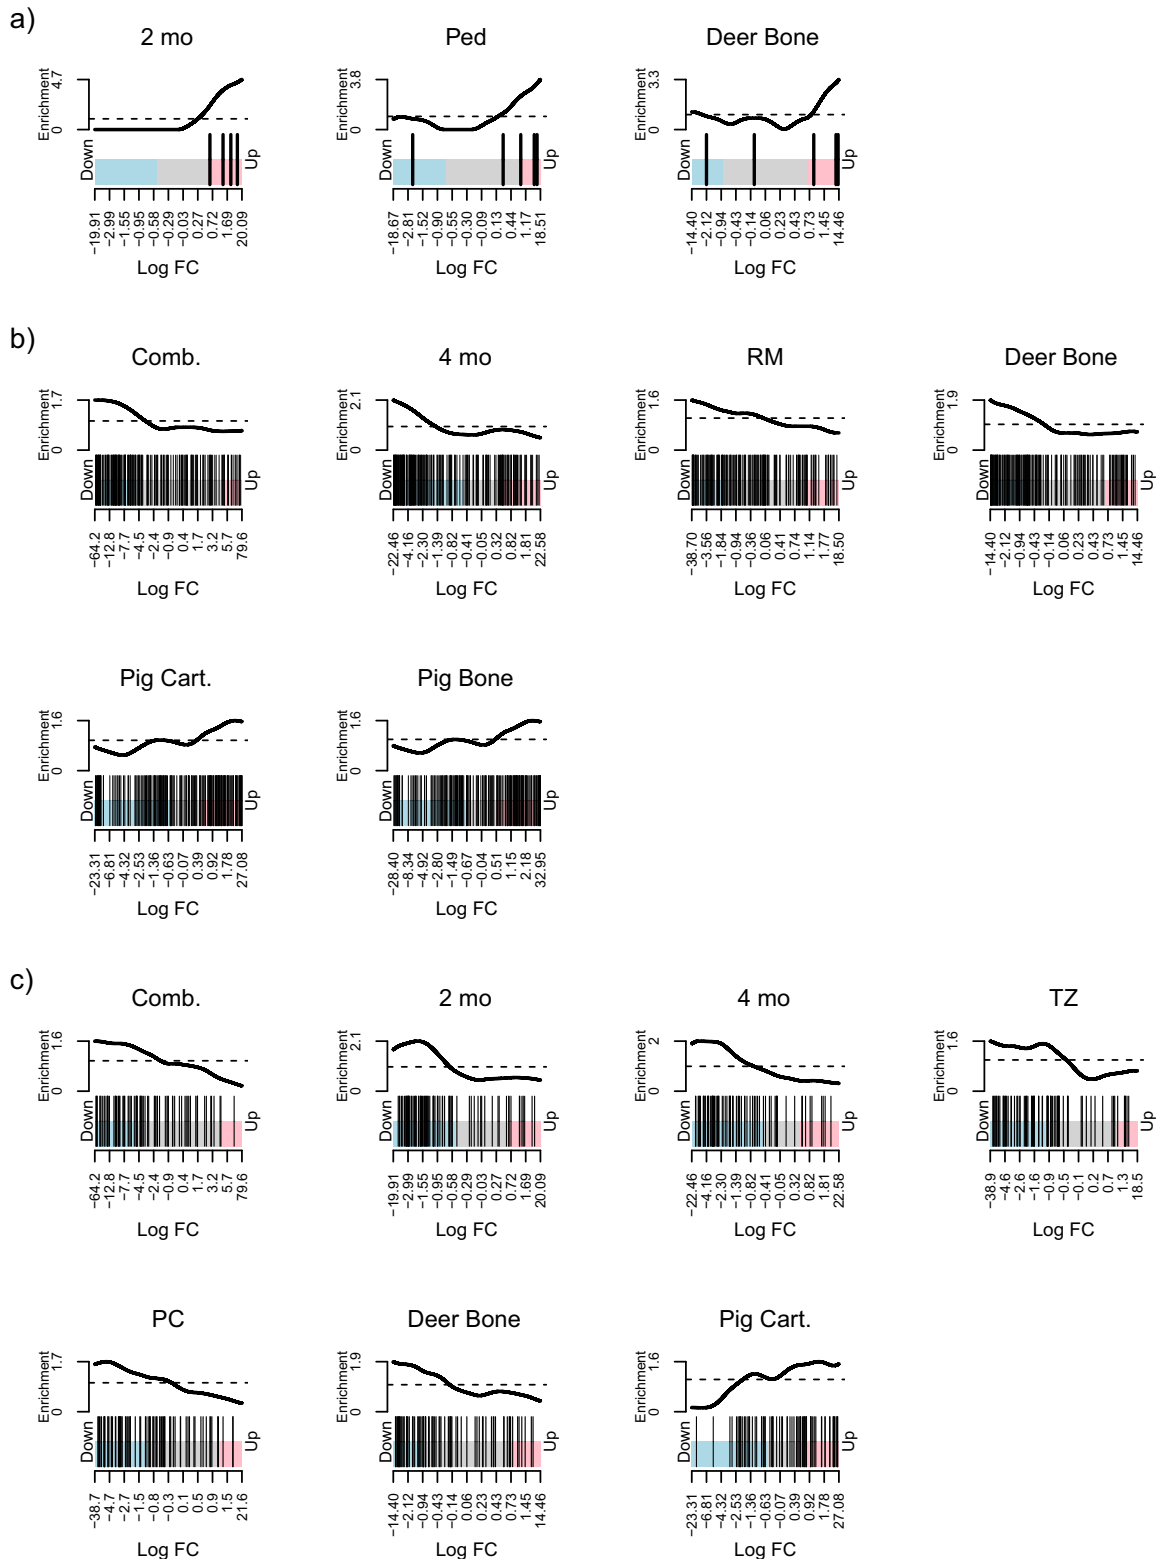 a)
2 mo
Ped
Deer Bone
Enrichment
0 4.7
Down
Up
−19.91 −2.99 −1.55 −0.95 −0.58 −0.29 −0.03 0.27 0.72 1.69 20.09
Log FC
Enrichment
0 3.8
Down
Up
−18.67 −2.81 −1.52 −0.90 −0.55 −0.30 −0.09 0.13 0.44 1.17 18.51
Log FC
Enrichment
0 3.3
Down
Up
−14.40 −2.12 −0.94 −0.43 −0.14 0.06 0.23 0.43 0.73 1.45 14.46
Log FC
b)
Comb.
4 mo
RM
Deer Bone
Enrichment
0 1.7
Down
Up
−64.2 −12.8 −7.7 −4.5 −2.4 −0.9 0.4 1.7 3.2 5.7 79.6
Log FC
Enrichment
0 2.1
Down
Up
−22.46 −4.16 −2.30 −1.39 −0.82 −0.41 −0.05 0.32 0.82 1.81 22.58
Log FC
Enrichment
0 1.6
Down
Up
−38.70 −3.56 −1.84 −0.94 −0.36 0.06 0.41 0.74 1.14 1.77 18.50
Log FC
Enrichment
0 1.9
Down
Up
−14.40 −2.12 −0.94 −0.43 −0.14 0.06 0.23 0.43 0.73 1.45 14.46
Log FC
Pig Cart.
Pig Bone
Enrichment
0 1.6
Down
Up
−23.31 −6.81 −4.32 −2.53 −1.36 −0.63 −0.07 0.39 0.92 1.78 27.08
Log FC
Enrichment
0 1.6
Down
Up
−28.40 −8.34 −4.92 −2.80 −1.49 −0.67 −0.04 0.51 1.15 2.18 32.95
Log FC
c)
Comb.
2 mo
4 mo
TZ
Enrichment
0 1.6
Down
Up
−64.2 −12.8 −7.7 −4.5 −2.4 −0.9 0.4 1.7 3.2 5.7 79.6
Log FC
Enrichment
0 2.1
Down
Up
−19.91 −2.99 −1.55 −0.95 −0.58 −0.29 −0.03 0.27 0.72 1.69 20.09
Log FC
Enrichment
0 2
Down
Up
−22.46 −4.16 −2.30 −1.39 −0.82 −0.41 −0.05 0.32 0.82 1.81 22.58
Log FC
Enrichment
0 1.6
Down
Up
−38.9 −4.6 −2.6 −1.6 −0.9 −0.5 −0.1 0.2 0.7 1.3 18.5
Log FC
PC
Deer Bone
Pig Cart.
Enrichment
0 1.7
Down
Up
−38.7 −4.7 −2.7 −1.5 −0.8 −0.3 0.1 0.5 0.9 1.5 21.6
Log FC
Enrichment
0 1.9
Down
Up
−14.40 −2.12 −0.94 −0.43 −0.14 0.06 0.23 0.43 0.73 1.45 14.46
Log FC
Enrichment
0 1.6
Down
Up
−23.31 −6.81 −4.32 −2.53 −1.36 −0.63 −0.07 0.39 0.92 1.78 27.08
Log FC